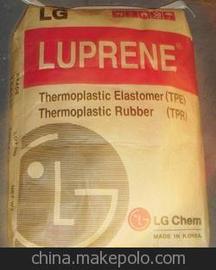 LG
LUPRENE®
Thermoplastic Elastomer (TPE)
Thermoplastic Rubber (TPR)
LG Chem
MADE IN KOREA
china.makepolo.com